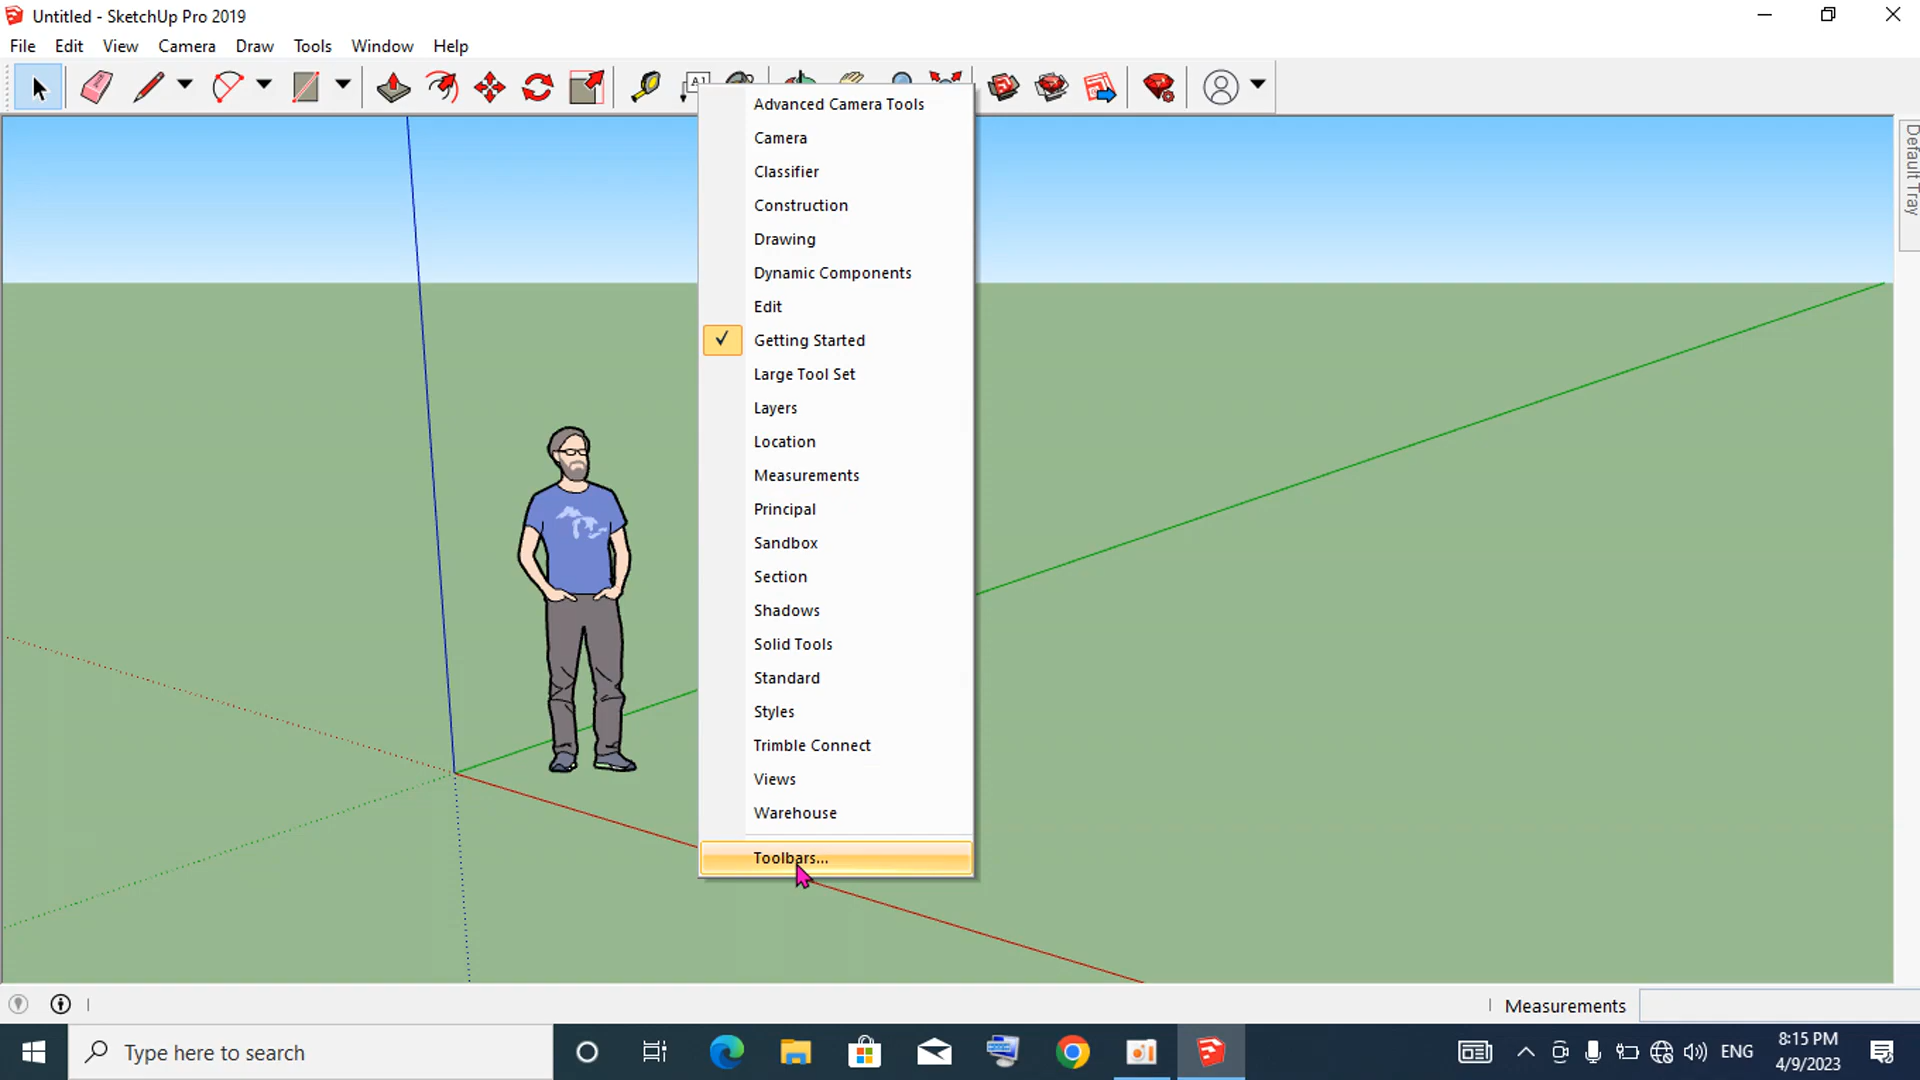 Untitled - SketchUp Pro 2019
File Edit View Camera Draw Tools Window Help
A1
Advanced Camera Tools
Camera
Classifier
Construction
Drawing
Dynamic Components
Edit
Getting Started
Large Tool Set
Layers
Location
Measurements
Principal
Sandbox
Section
Shadows
Solid Tools
Standard
Styles
Trimble Connect
Views
Warehouse
Toolbars...
Default Tray
Measurements
Type here to search
ENG
8:15 PM
4/9/2023